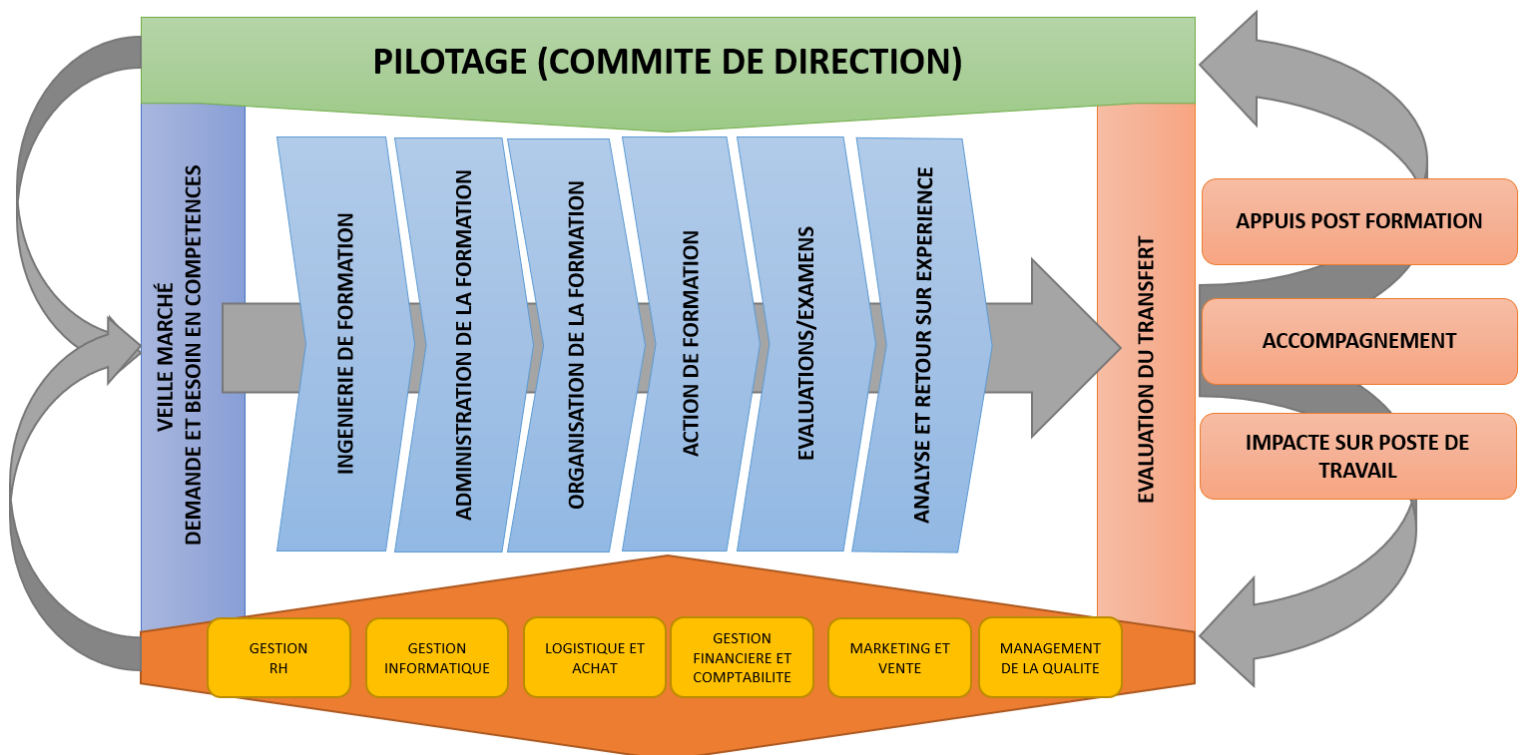 PILOTAGE (COMMITE DE DIRECTION)
VEILLE MARCHÉ
DEMANDE ET BESOIN EN COMPETENCES
INGENIERIE DE FORMATION
ADMINISTRATION DE LA FORMATION
ORGANISATION DE LA FORMATION
ACTION DE FORMATION
EVALUATIONS/EXAMENS
ANALYSE ET RETOUR SUR EXPERIENCE
EVALUATION DU TRANSFERT
APPUIS POST FORMATION
ACCOMPAGNEMENT
IMPACTE SUR POSTE DE
TRAVAIL
GESTION
RH
GESTION
INFORMATIQUE
LOGISTIQUE ET
ACHAT
GESTION
FINANCIERE ET
COMPTABILITE
MARKETING ET
VENTE
MANAGEMENT
DE LA QUALITE